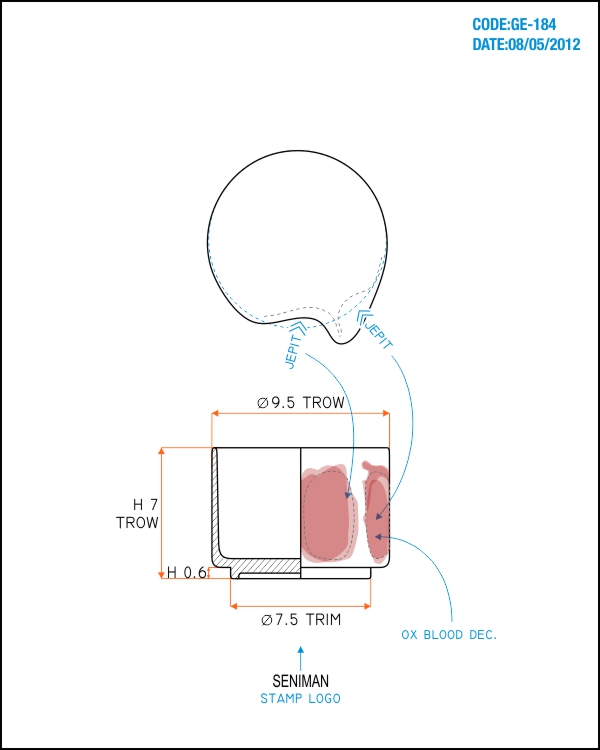 CODE:GE-184
DATE:08/05/2012
JEPIT
JEPIT
Ø9.5 TROW
H 7
TROW
H 0.6
Ø7.5 TRIM
OX BLOOD DEC.
SENIMAN
STAMP LOGO